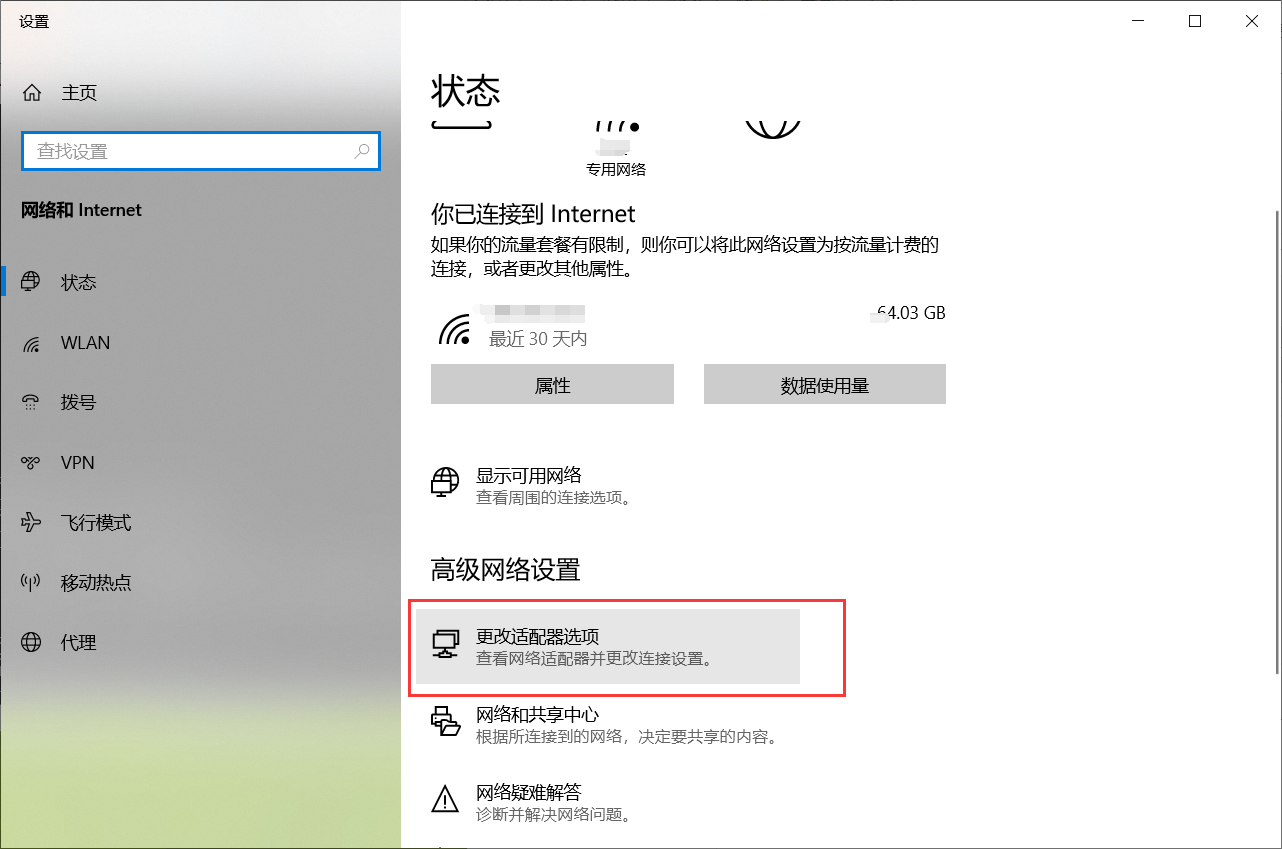 设置
主页
查找设置
网络和 Internet
状态
WLAN
拨号
VPN
飞行模式
移动热点
代理
状态
专用网络
你已连接到 Internet
如果你的流量套餐有限制，则你可以将此网络设置为按流量计费的
连接，或者更改其他属性。
64.03 GB
最近 30 天内
属性
数据使用量
显示可用网络
查看周围的连接选项。
高级网络设置
更改适配器选项
查看网络适配器并更改连接设置。
网络和共享中心
根据所连接到的网络，决定要共享的内容。
网络疑难解答
诊断并解决网络问题。